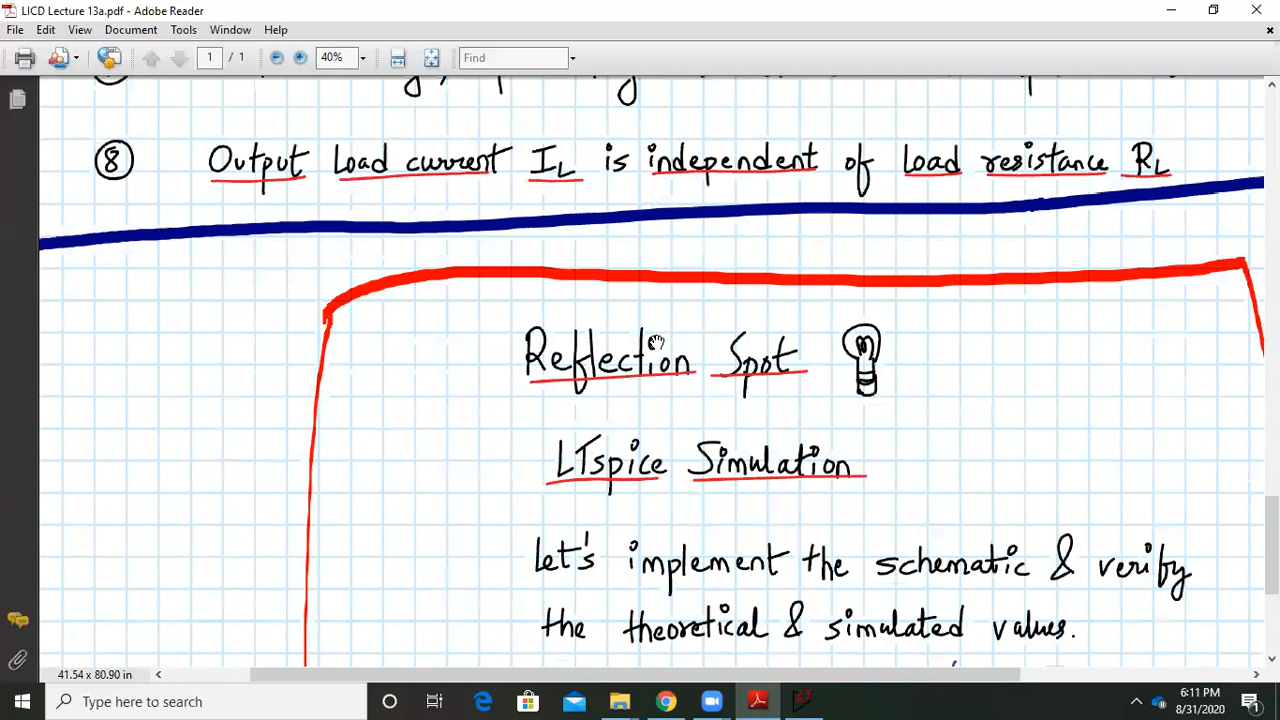 LICD Lecture 13a.pdf - Adobe Reader
File Edit View Document Tools Window Help
1 / 1 40% Find
8 Output Load current IL is independent of Load resistance RL
Reflection Spot
LTspice Simulation
Let's implement the schematic & verify
the theoretical & simulated values.
41.54 x 80.90 in
Type here to search
6:11 PM
8/31/2020
1